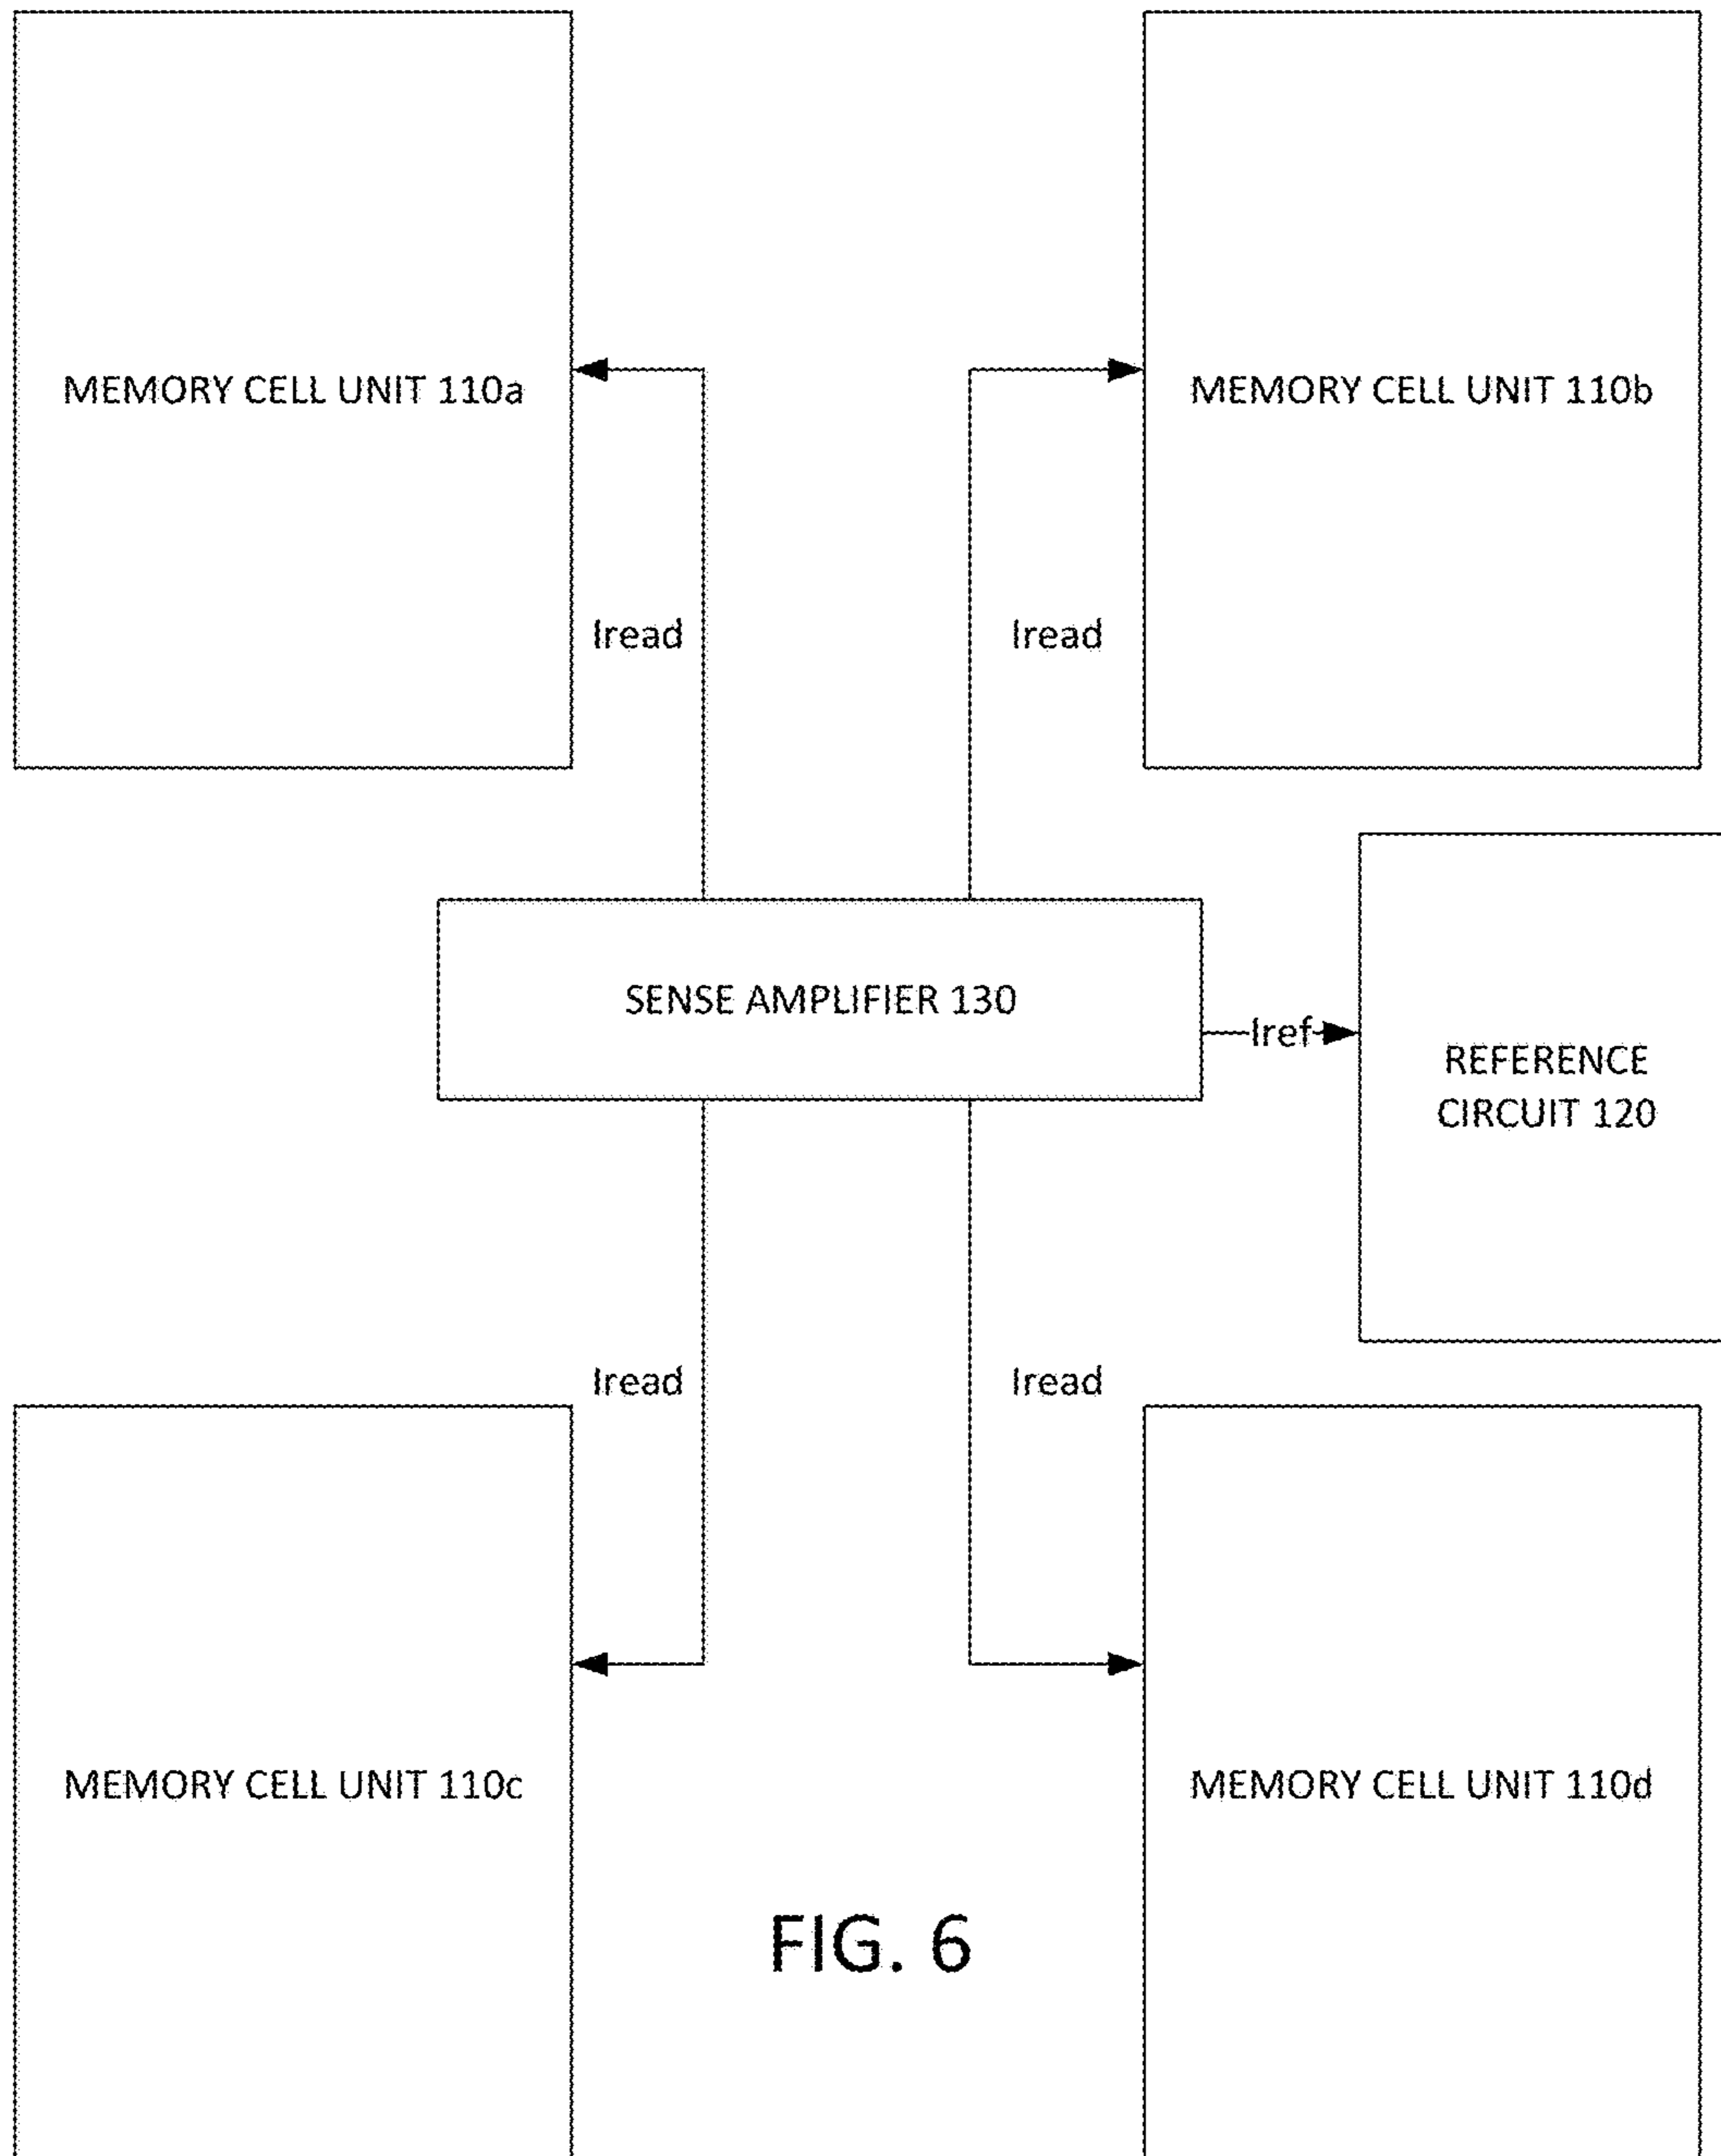 MEMORY CELL UNIT 110a
MEMORY CELL UNIT 110b
Iread
Iread
SENSE AMPLIFIER 130
Iref
REFERENCE
CIRCUIT 120
Iread
Iread
MEMORY CELL UNIT 110c
MEMORY CELL UNIT 110d
FIG. 6